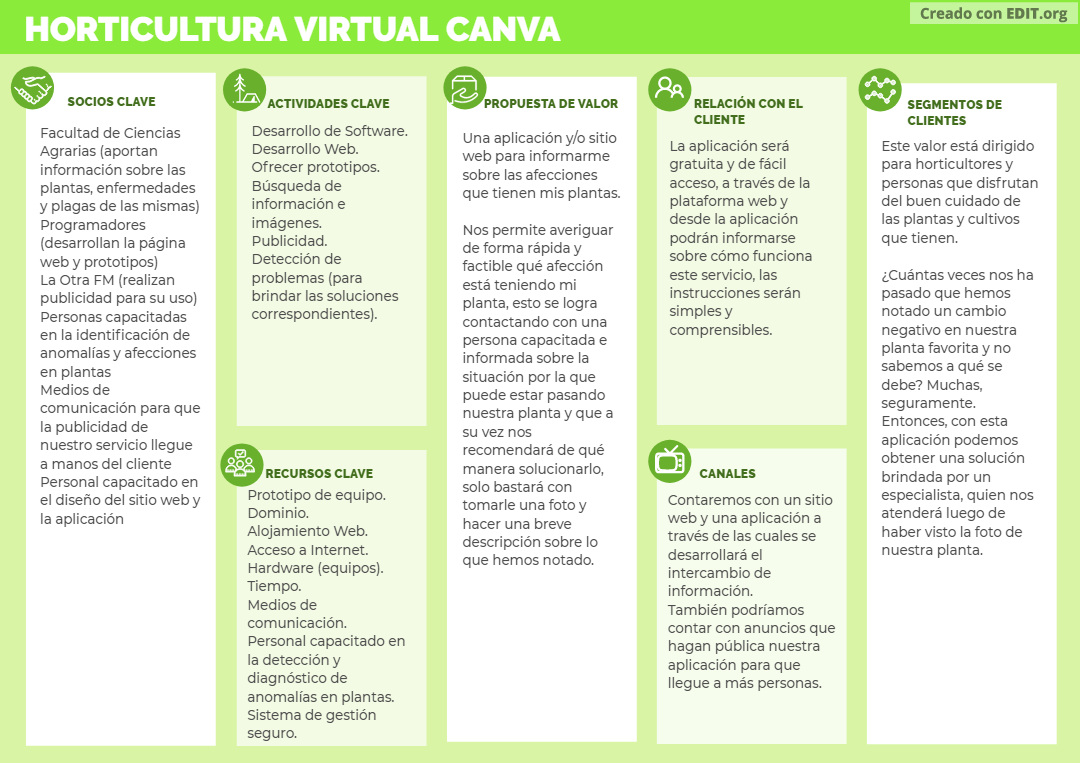 HORTICULTURA VIRTUAL CANVA
Creado con EDIT.org
SOCIOS CLAVE
Facultad de Ciencias
Agrarias (aportan
información sobre las
plantas, enfermedades
y plagas de las mismas)
Programadores
(desarrollan la página
web y prototipos)
La Otra FM (realizan
publicidad para su uso)
Personas capacitadas
en la identificación de
anomalías y afecciones
en plantas
Medios de
comunicación para que
la publicidad de
nuestro servicio llegue
a manos del cliente
Personal capacitado en
el diseño del sitio web y
la aplicación
ACTIVIDADES CLAVE
Desarrollo de Software.
Desarrollo Web.
Ofrecer prototipos.
Búsqueda de
información e
imágenes.
Publicidad.
Detección de
problemas (para
brindar las soluciones
correspondientes).
RECURSOS CLAVE
Prototipo de equipo.
Dominio.
Alojamiento Web.
Acceso a Internet.
Hardware (equipos).
Tiempo.
Medios de
comunicación.
Personal capacitado en
la detección y
diagnóstico de
anomalías en plantas.
Sistema de gestión
seguro.
PROPUESTA DE VALOR
Una aplicación y/o sitio
web para informarme
sobre las afecciones
que tienen mis plantas.
Nos permite averiguar
de forma rápida y
factible qué afección
está teniendo mi
planta, esto se logra
contactando con una
persona capacitada e
informada sobre la
situación por la que
puede estar pasando
nuestra planta y que a
su vez nos
recomendará de qué
manera solucionarlo,
solo bastará con
tomarle una foto y
hacer una breve
descripción sobre lo
que hemos notado.
RELACIÓN CON EL
CLIENTE
La aplicación será
gratuita y de fácil
acceso, a través de la
plataforma web y
desde la aplicación
podrán informarse
sobre cómo funciona
este servicio, las
instrucciones serán
simples y
comprensibles.
CANALES
Contaremos con un sitio
web y una aplicación a
través de las cuales se
desarrollará el
intercambio de
información.
También podríamos
contar con anuncios que
hagan pública nuestra
aplicación para que
llegue a más personas.
SEGMENTOS DE
CLIENTES
Este valor está dirigido
para horticultores y
personas que disfrutan
del buen cuidado de
las plantas y cultivos
que tienen.
¿Cuántas veces nos ha
pasado que hemos
notado un cambio
negativo en nuestra
planta favorita y no
sabemos a qué se
debe? Muchas,
seguramente.
Entonces, con esta
aplicación podemos
obtener una solución
brindada por un
especialista, quien nos
atenderá luego de
haber visto la foto de
nuestra planta.